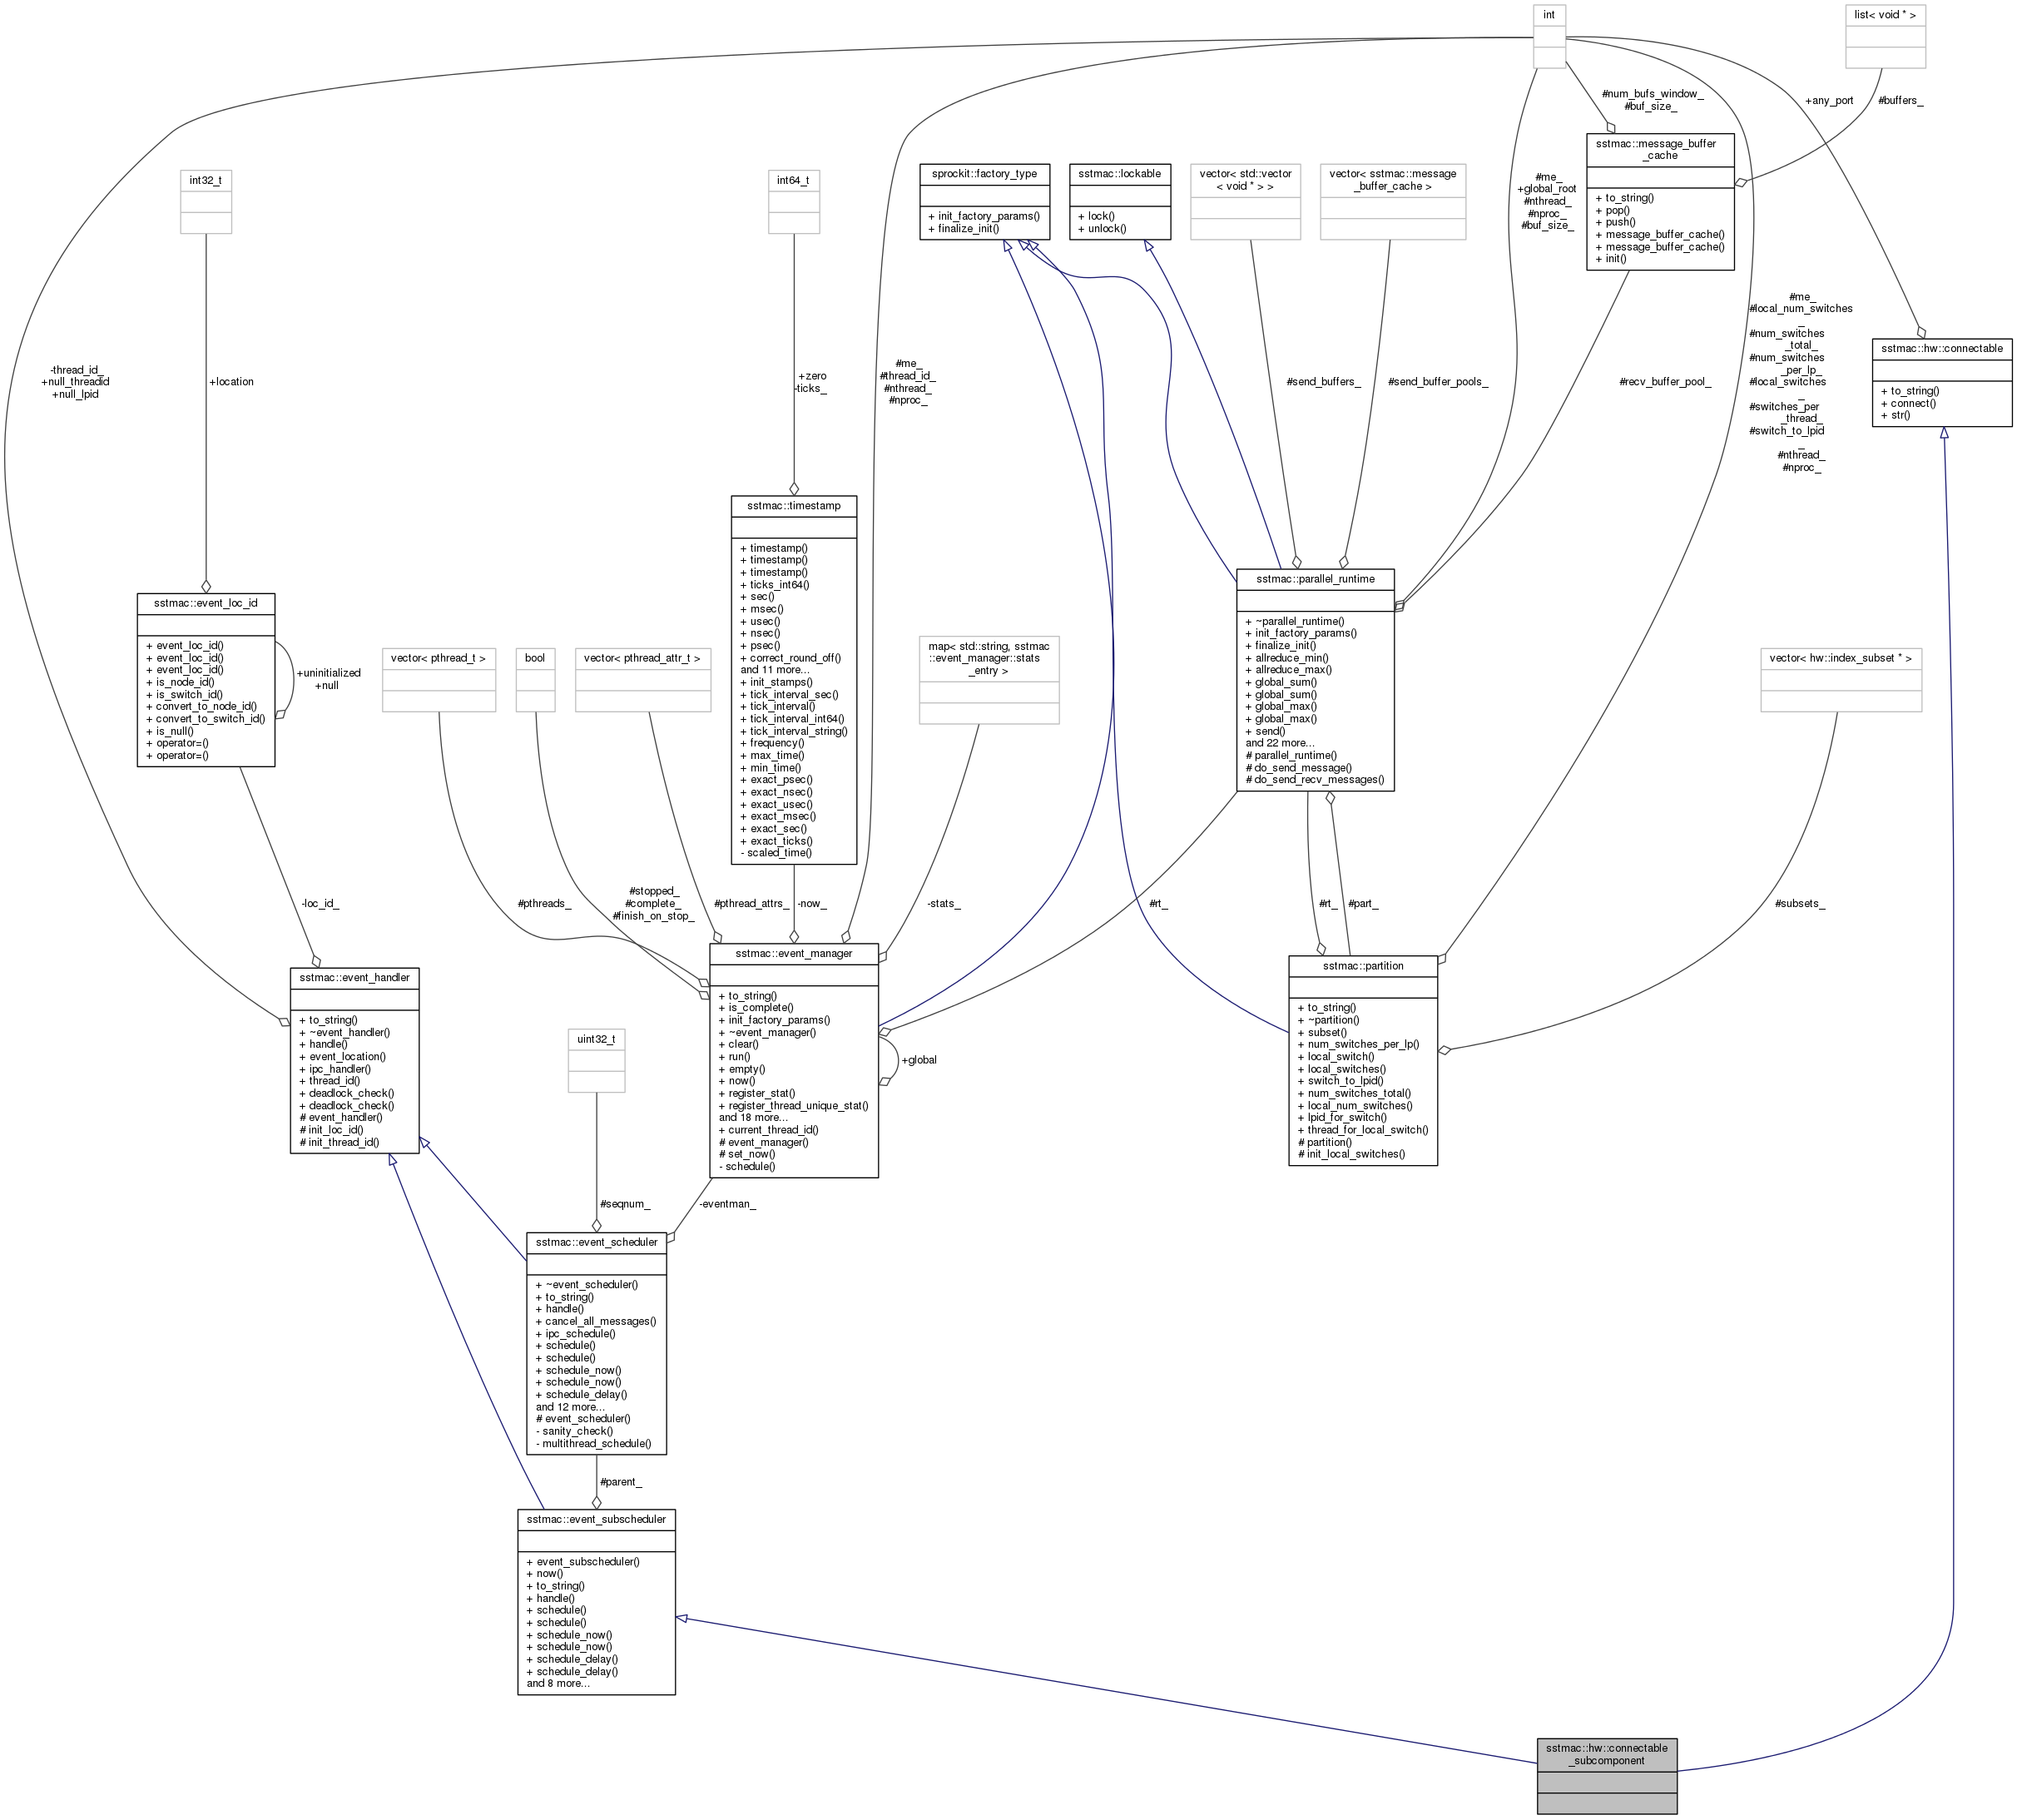 int
list< void * >
+any_port
#num_bufs_window_
#buf_size_
#buffers_
sstmac::message_buffer
_cache
+ to_string()
+ pop()
+ push()
+ message_buffer_cache()
+ message_buffer_cache()
+ init()
int32_t
int64_t
sprockit::factory_type
+ init_factory_params()
+ finalize_init()
sstmac::lockable
+ lock()
+ unlock()
vector< std::vector
< void * > >
vector< sstmac::message
_buffer_cache >
#me_
+global_root
#nthread_
#nproc_
#buf_size_
#me_
#local_num_switches
_
#num_switches
_total_
#num_switches
_per_lp_
#local_switches
_
#switches_per
_thread_
#switch_to_lpid
_
#nthread_
#nproc_
sstmac::hw::connectable
+ to_string()
+ connect()
+ str()
-thread_id_
+null_threadid
+null_lpid
+location
+zero
-ticks_
#me_
#thread_id_
#nthread_
#nproc_
#send_buffers_
#send_buffer_pools_
#recv_buffer_pool_
sstmac::timestamp
+ timestamp()
+ timestamp()
+ timestamp()
+ ticks_int64()
+ sec()
+ msec()
+ usec()
+ nsec()
+ psec()
+ correct_round_off()
and 11 more...
+ init_stamps()
+ tick_interval_sec()
+ tick_interval()
+ tick_interval_int64()
+ tick_interval_string()
+ frequency()
+ max_time()
+ min_time()
+ exact_psec()
+ exact_nsec()
+ exact_usec()
+ exact_msec()
+ exact_sec()
+ exact_ticks()
- scaled_time()
sstmac::parallel_runtime
+ ~parallel_runtime()
+ init_factory_params()
+ finalize_init()
+ allreduce_min()
+ allreduce_max()
+ global_sum()
+ global_sum()
+ global_max()
+ global_max()
+ send()
and 22 more...
# parallel_runtime()
# do_send_message()
# do_send_recv_messages()
sstmac::event_loc_id
+ event_loc_id()
+ event_loc_id()
+ event_loc_id()
+ is_node_id()
+ is_switch_id()
+ convert_to_node_id()
+ convert_to_switch_id()
+ is_null()
+ operator=()
+ operator=()
+uninitialized
+null
vector< pthread_t >
bool
vector< pthread_attr_t >
map< std::string, sstmac
::event_manager::stats
_entry >
vector< hw::index_subset * >
-loc_id_
#pthreads_
#stopped_
#complete_
#finish_on_stop_
#pthread_attrs_
-now_
-stats_
#rt_
#rt_
#part_
#subsets_
sstmac::event_handler
+ to_string()
+ ~event_handler()
+ handle()
+ event_location()
+ ipc_handler()
+ thread_id()
+ deadlock_check()
+ deadlock_check()
# event_handler()
# init_loc_id()
# init_thread_id()
sstmac::event_manager
+ to_string()
+ is_complete()
+ init_factory_params()
+ ~event_manager()
+ clear()
+ run()
+ empty()
+ now()
+ register_stat()
+ register_thread_unique_stat()
and 18 more...
+ current_thread_id()
# event_manager()
# set_now()
- schedule()
+global
sstmac::partition
+ to_string()
+ ~partition()
+ subset()
+ num_switches_per_lp()
+ local_switch()
+ local_switches()
+ switch_to_lpid()
+ num_switches_total()
+ local_num_switches()
+ lpid_for_switch()
+ thread_for_local_switch()
# partition()
# init_local_switches()
uint32_t
#seqnum_
-eventman_
sstmac::event_scheduler
+ ~event_scheduler()
+ to_string()
+ handle()
+ cancel_all_messages()
+ ipc_schedule()
+ schedule()
+ schedule()
+ schedule_now()
+ schedule_now()
+ schedule_delay()
and 12 more...
# event_scheduler()
- sanity_check()
- multithread_schedule()
#parent_
sstmac::event_subscheduler
+ event_subscheduler()
+ now()
+ to_string()
+ handle()
+ schedule()
+ schedule()
+ schedule_now()
+ schedule_now()
+ schedule_delay()
+ schedule_delay()
and 8 more...
sstmac::hw::connectable
_subcomponent